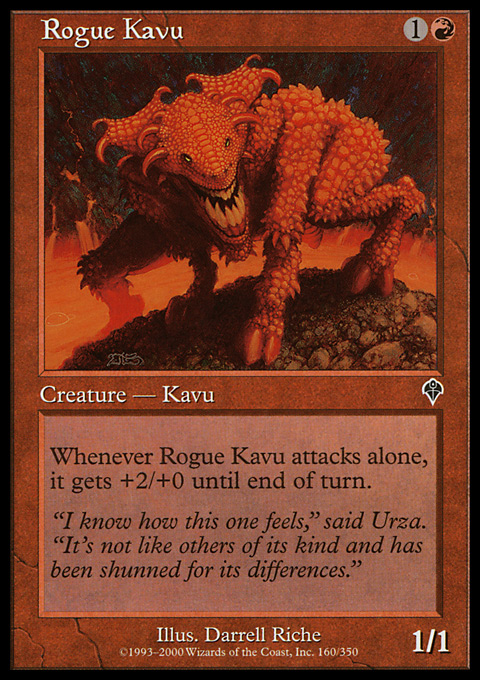 Rogue Kavu 1
Creature — Kavu
Whenever Rogue Kavu attacks alone,
it gets +2/+0 until end of turn.
“I know how this one feels,” said Urza.
“It's not like others of its kind and has
been shunned for its differences.”
Illus. Darrell Riche
©1993–2000 Wizards of the Coast, Inc. 160/350
1/1